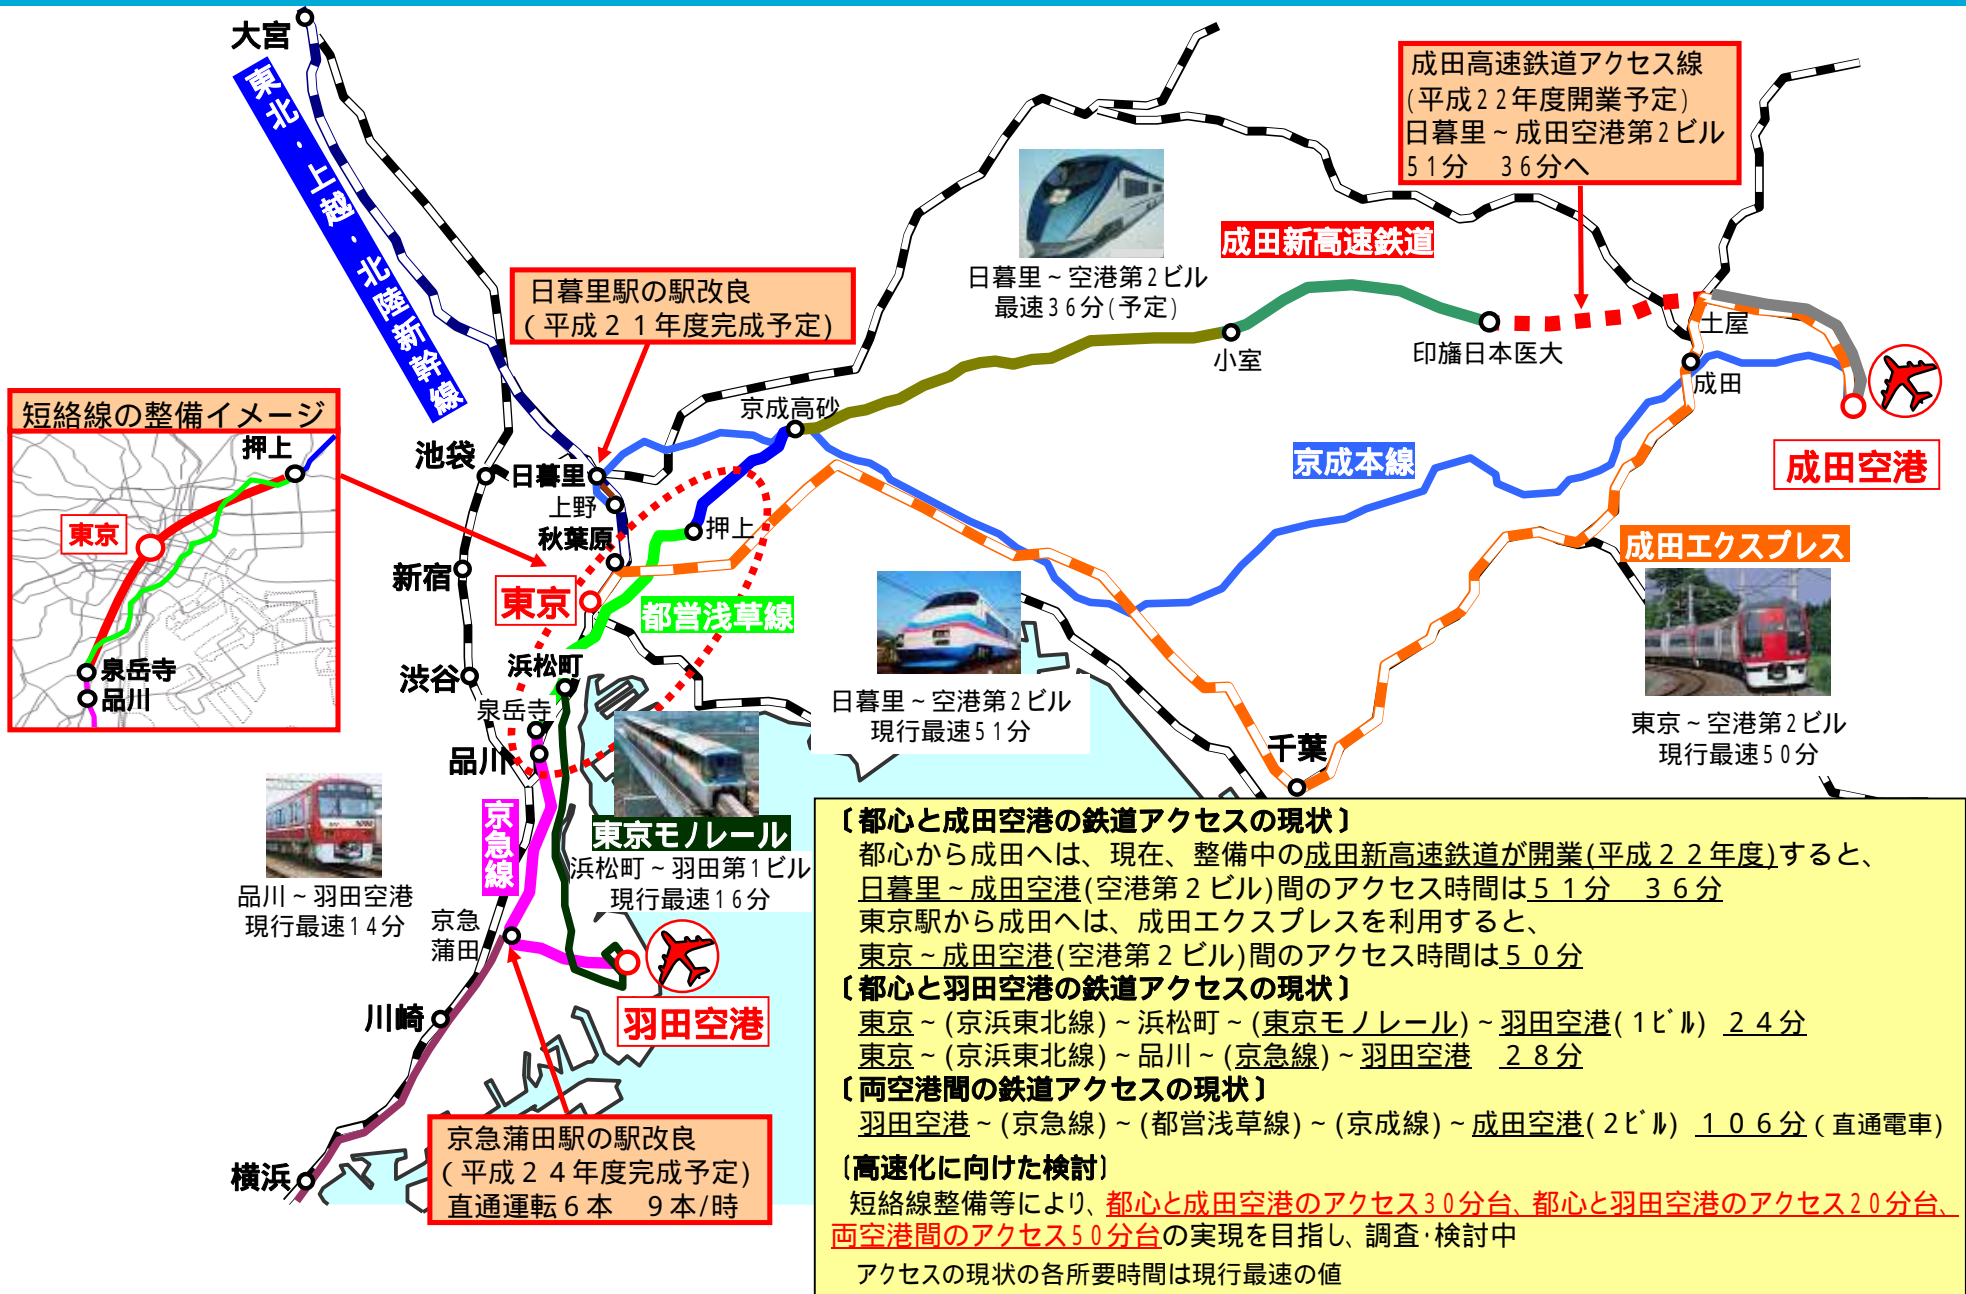 大宮
東北・上越・北陸新幹線
成田高速鉄道アクセス線
(平成22年度開業予定)
日暮里～成田空港第2ビル
51分　36分へ
成田新高速鉄道
日暮里～空港第2ビル
最速36分(予定)
日暮里駅の駅改良
(平成21年度完成予定)
小室
印旛日本医大
土屋
成田
成田空港
短絡線の整備イメージ
押上
東京
泉岳寺
品川
京成高砂
京成本線
池袋
日暮里
上野
秋葉原
押上
新宿
東京
都営浅草線
成田エクスプレス
渋谷
浜松町
泉岳寺
品川
日暮里～空港第2ビル
現行最速51分
東京～空港第2ビル
現行最速50分
千葉
京急線
東京モノレール
浜松町～羽田第1ビル
現行最速16分
品川～羽田空港
現行最速14分
京急
蒲田
羽田空港
川崎
横浜
京急蒲田駅の駅改良
(平成24年度完成予定)
直通運転6本　9本/時
〔都心と成田空港の鉄道アクセスの現状〕
都心から成田へは、現在、整備中の成田新高速鉄道が開業(平成22年度)すると、
日暮里～成田空港(空港第2ビル)間のアクセス時間は51分　36分
東京駅から成田へは、成田エクスプレスを利用すると、
東京～成田空港(空港第2ビル)間のアクセス時間は50分
〔都心と羽田空港の鉄道アクセスの現状〕
東京～(京浜東北線)～浜松町～(東京モノレール)～羽田空港(1ビル)　24分
東京～(京浜東北線)～品川～(京急線)～羽田空港　28分
〔両空港間の鉄道アクセスの現状〕
羽田空港～(京急線)～(都営浅草線)～(京成線)～成田空港(2ビル)　106分(直通電車)
〔高速化に向けた検討〕
短絡線整備等により、都心と成田空港のアクセス30分台、都心と羽田空港のアクセス20分台、
両空港間のアクセス50分台の実現を目指し、調査・検討中
アクセスの現状の各所要時間は現行最速の値